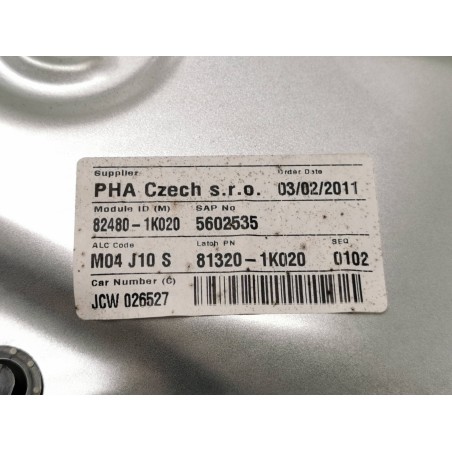 Supplier Order Date
PHA Czech s.r.o. 03/02/2011
Module ID (M) SAP No
82480-1K020 5602535
ALC Code Latch PN SEQ
M04 J10 S 81320-1K020 0102
Car Number (C)
JCW 026527